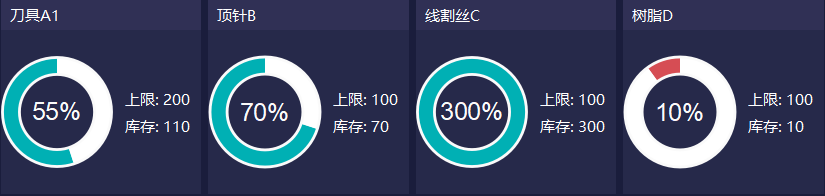 刀具A1
55%
上限: 200
库存: 110
顶针B
70%
上限: 100
库存: 70
线割丝C
300%
上限: 100
库存: 300
树脂D
10%
上限: 100
库存: 10